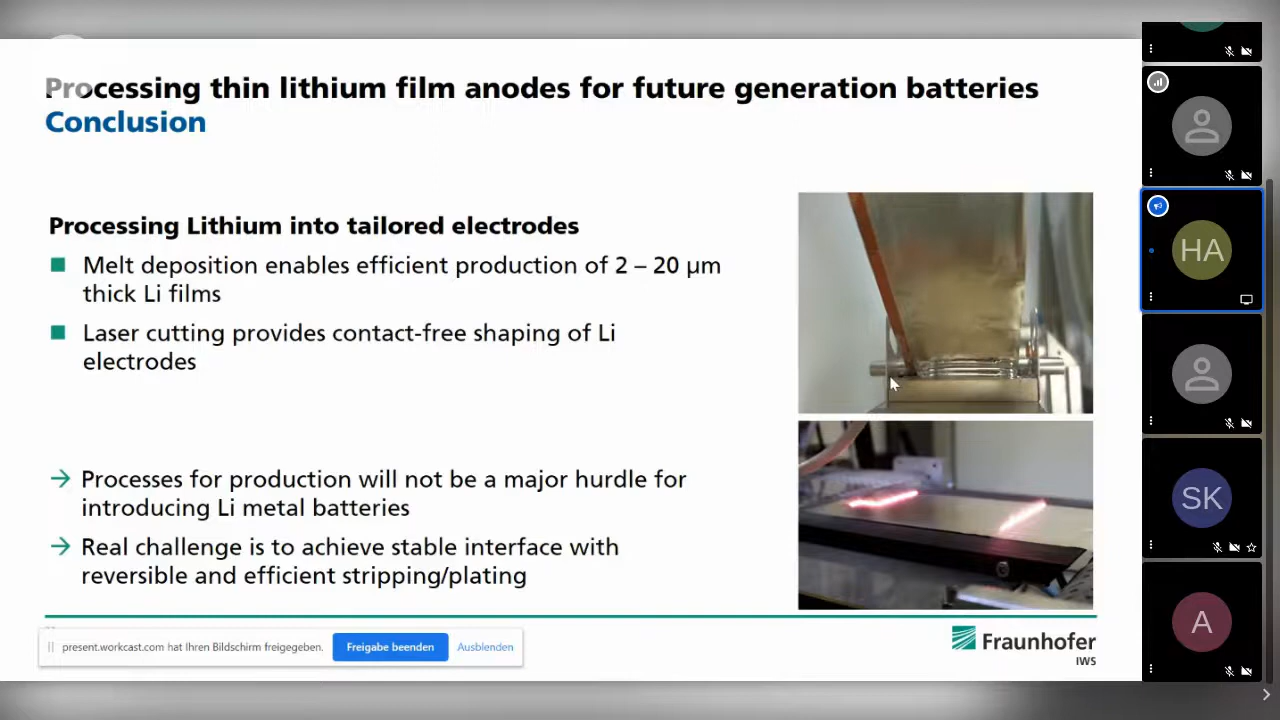 Processing thin lithium film anodes for future generation batteries
Conclusion
Processing Lithium into tailored electrodes
Melt deposition enables efficient production of 2 – 20 µm
thick Li films
Laser cutting provides contact-free shaping of Li
electrodes
→ Processes for production will not be a major hurdle for
introducing Li metal batteries
→ Real challenge is to achieve stable interface with
reversible and efficient stripping/plating
present.workcast.com hat Ihren Bildschirm freigegeben.
Freigabe beenden
Ausblenden
Fraunhofer
IWS
HA
SK
A